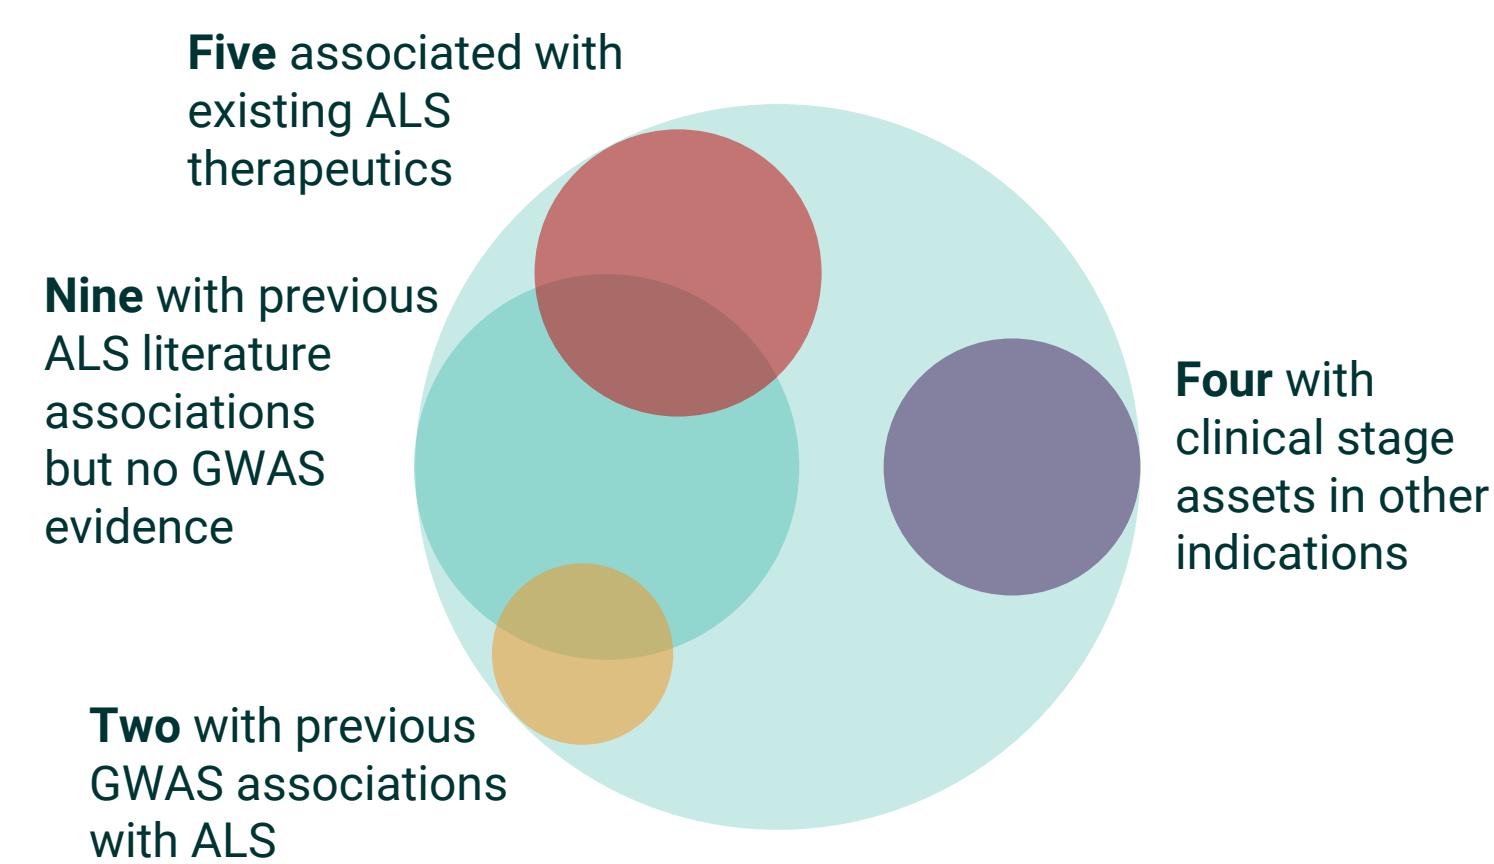 Five associated with
existing ALS
therapeutics
Nine with previous
ALS literature
associations
but no GWAS
evidence
Four with
clinical stage
assets in other
indications
Two with previous
GWAS associations
with ALS